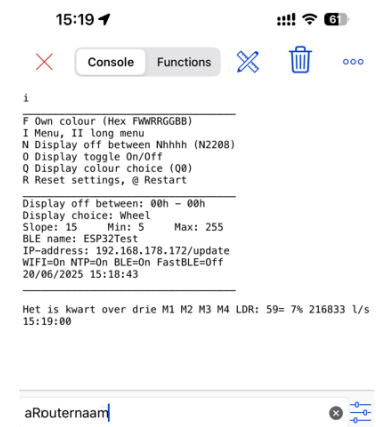 15:19
61
Console Functions
i
F Own colour (Hex FWWRRGGBB)
I Menu, II long menu
N Display off between Nhhhh (N2208)
O Display toggle On/Off
Q Display colour choice (Q0)
R Reset settings, @ Restart
Display off between: 00h - 00h
Display choice: Wheel
Slope: 15 Min: 5 Max: 255
BLE name: ESP32Test
IP-address: 192.168.178.172/update
WIFI=On NTP=On BLE=On FastBLE=Off
20/06/2025 15:18:43
Het is kwart over drie M1 M2 M3 M4 LDR: 59= 7% 216833 l/s
15:19:00
aRouternaam